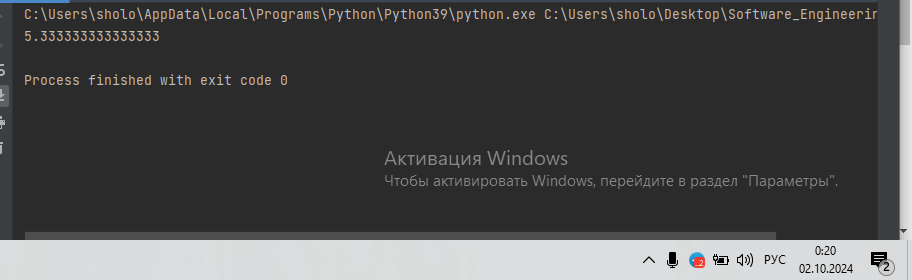 C:\Users\sholo\AppData\Local\Programs\Python\Python39\python.exe C:\Users\sholo\Desktop\Software_Engineerin
5.333333333333333
Process finished with exit code 0
Активация Windows
Чтобы активировать Windows, перейдите в раздел "Параметры".
РУС
0:20
02.10.2024
2